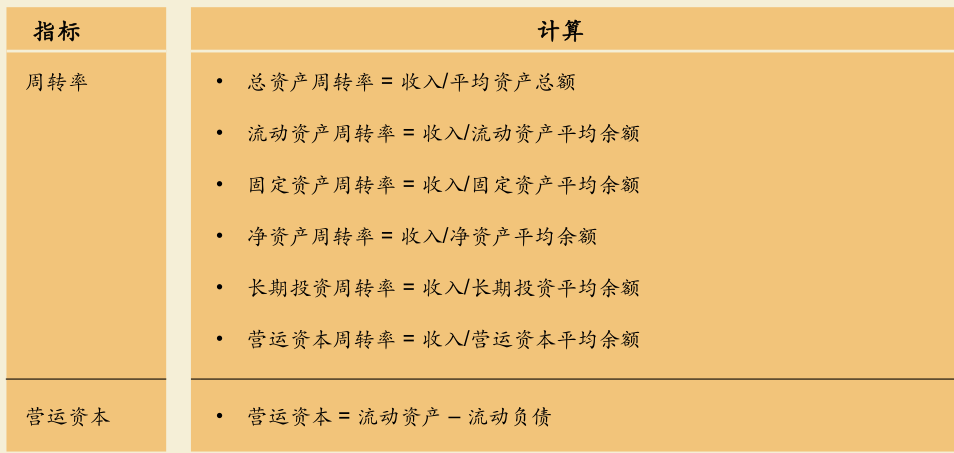 指标
计算
周转率
• 总资产周转率 = 收入/平均资产总额
• 流动资产周转率 = 收入/流动资产平均余额
• 固定资产周转率 = 收入/固定资产平均余额
• 净资产周转率 = 收入/净资产平均余额
• 长期投资周转率 = 收入/长期投资平均余额
• 营运资本周转率 = 收入/营运资本平均余额
营运资本
• 营运资本 = 流动资产 – 流动负债